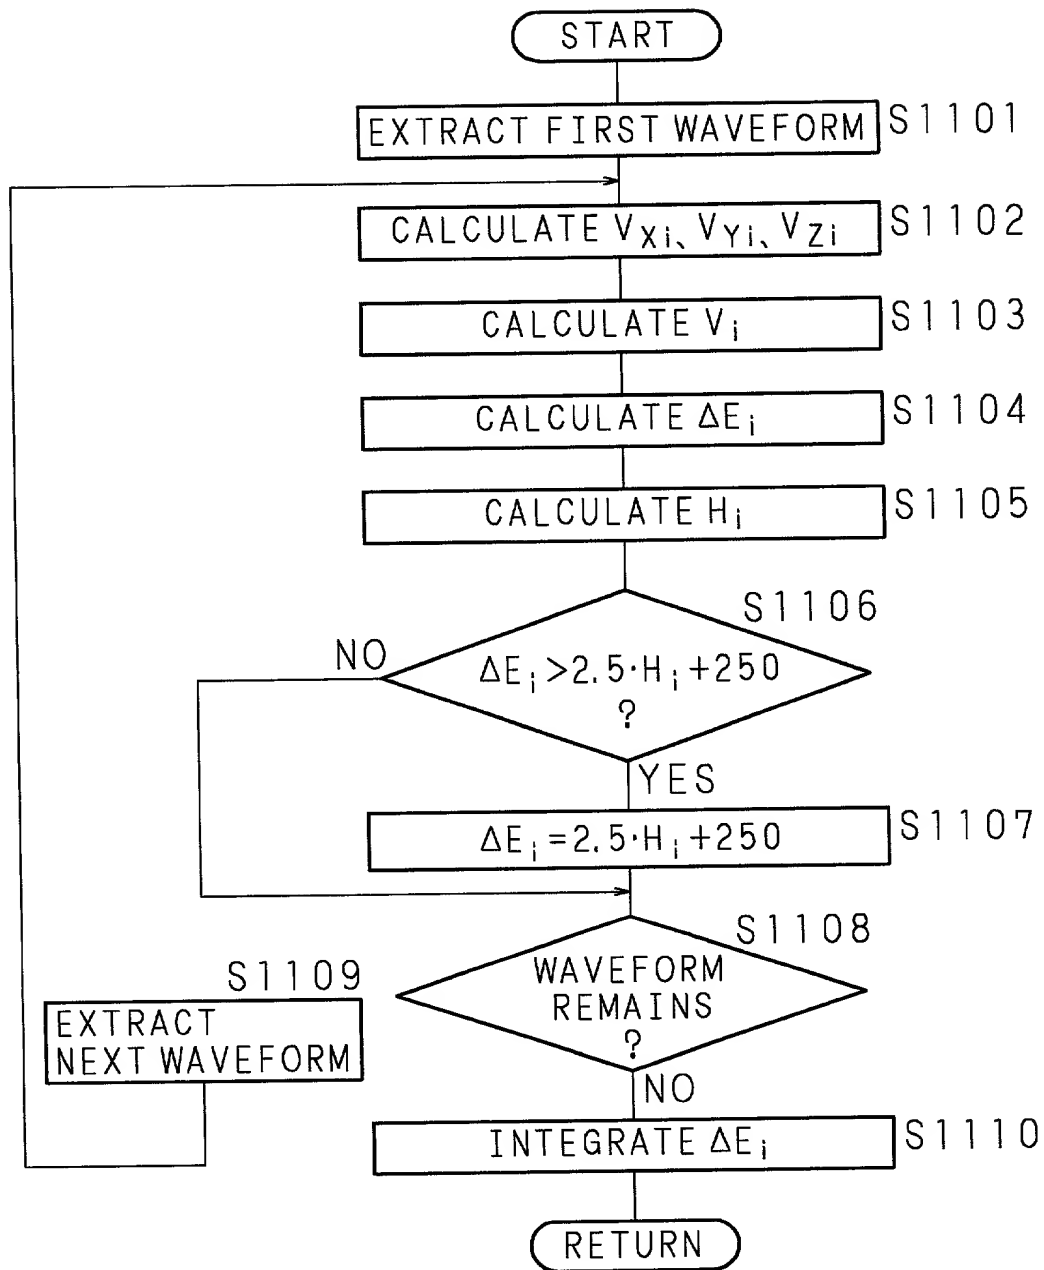 START
EXTRACT FIRST WAVEFORM
S1101
CALCULATE VXi、VYi、VZi
S1102
CALCULATE Vi
S1103
CALCULATE ΔEi
S1104
CALCULATE Hi
S1105
S1106
NO
ΔEi>2.5·Hi+250
?
YES
ΔEi=2.5·Hi+250
S1107
S1108
WAVEFORM
REMAINS
?
S1109
EXTRACT
NEXT WAVEFORM
NO
INTEGRATE ΔEi
S1110
RETURN